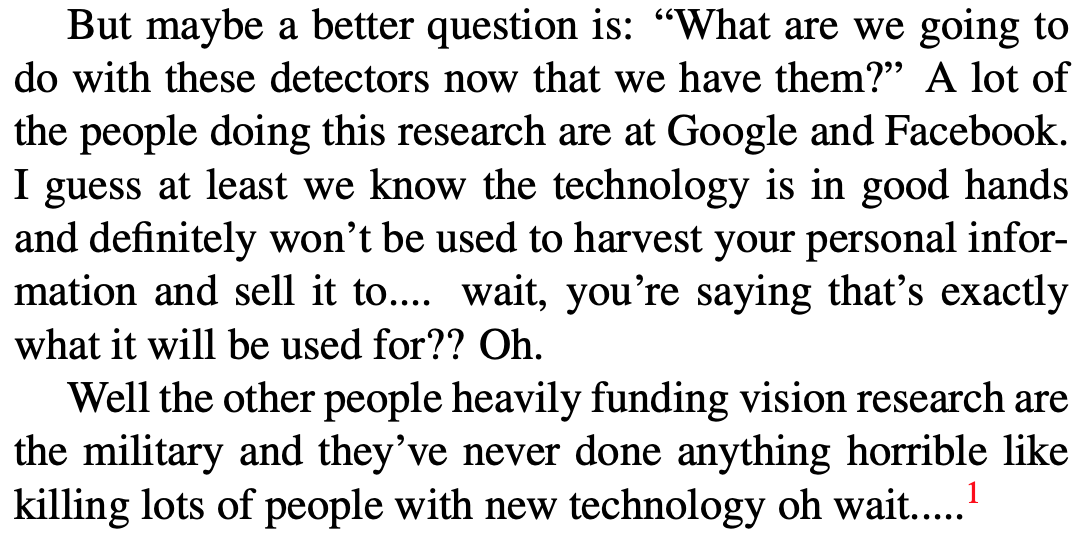 But maybe a better question is: “What are we going to
do with these detectors now that we have them?” A lot of
the people doing this research are at Google and Facebook.
I guess at least we know the technology is in good hands
and definitely won’t be used to harvest your personal infor-
mation and sell it to.... wait, you’re saying that’s exactly
what it will be used for?? Oh.
Well the other people heavily funding vision research are
the military and they’ve never done anything horrible like
killing lots of people with new technology oh wait.....1